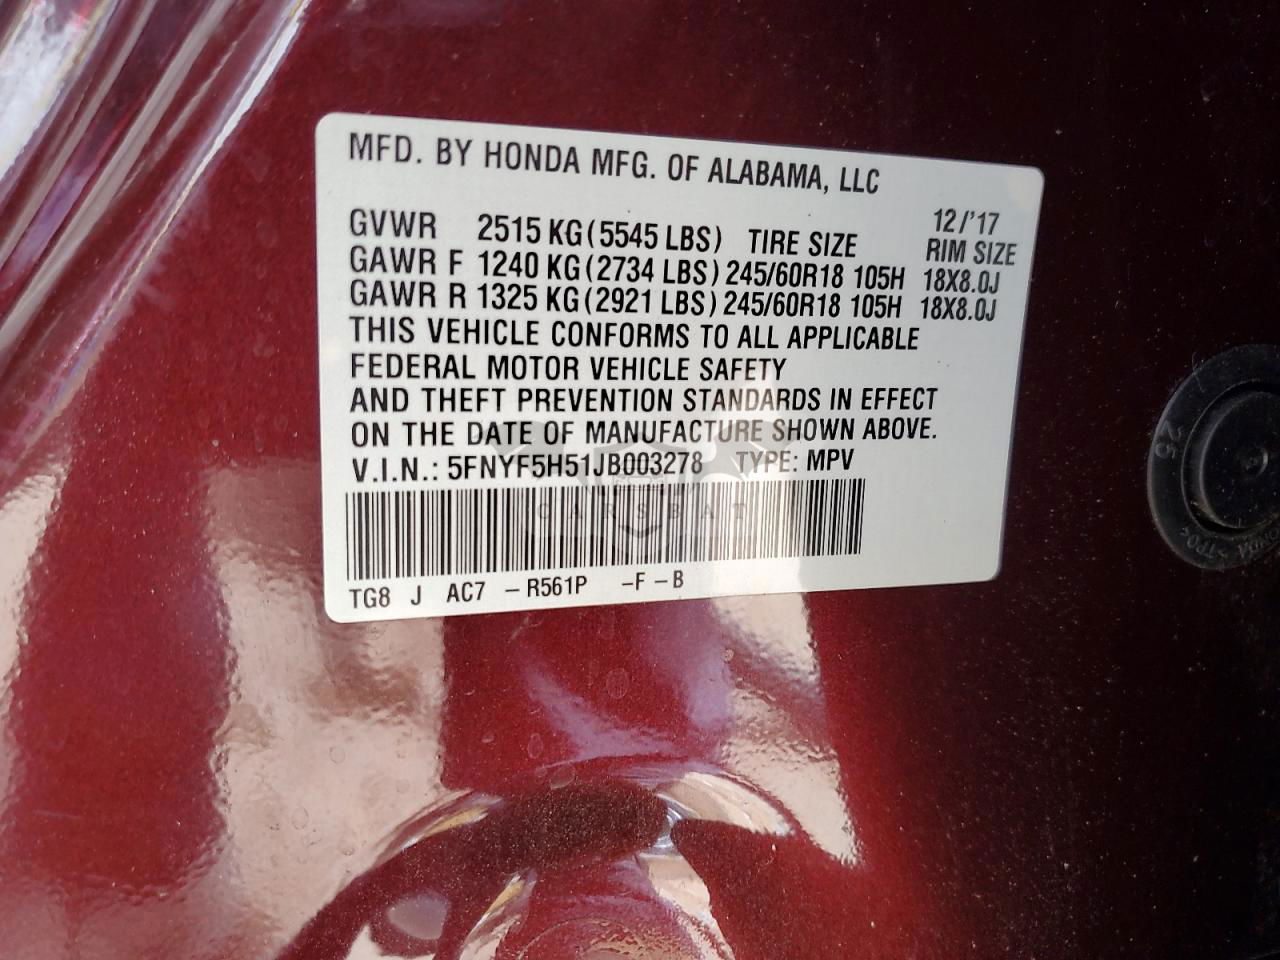 MFD. BY HONDA MFG. OF ALABAMA, LLC
12/'17
GVWR 2515 KG(5545 LBS) TIRE SIZE RIM SIZE
GAWR F 1240 KG(2734 LBS) 245/60R18 105H 18X8.0J
GAWR R 1325 KG(2921 LBS) 245/60R18 105H 18X8.0J
THIS VEHICLE CONFORMS TO ALL APPLICABLE
FEDERAL MOTOR VEHICLE SAFETY
AND THEFT PREVENTION STANDARDS IN EFFECT
ON THE DATE OF MANUFACTURE SHOWN ABOVE.
V.I.N.: 5FNYF5H51JB003278 TYPE: MPV
CARSBAT
TG8 J AC7 -R561P -F-B
25